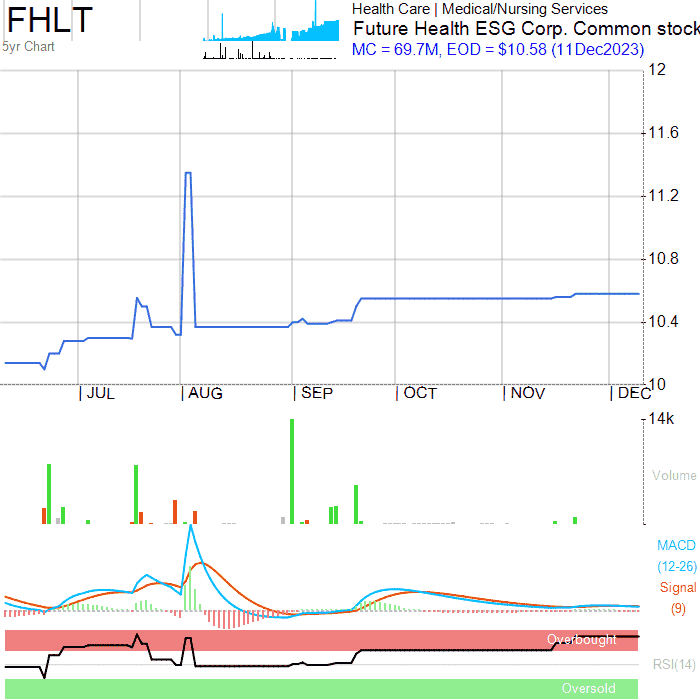 FHLT
5yr Chart
Health Care | Medical/Nursing Services
Future Health ESG Corp. Common stock
MC = 69.7M, EOD = $10.58 (11Dec2023)
12
11.6
11.2
10.8
10.4
10
| JUL | AUG | SEP | OCT | NOV | DEC
14k
Volume
MACD
(12-26)
Signal
(9)
Overbought
RSI(14)
Oversold